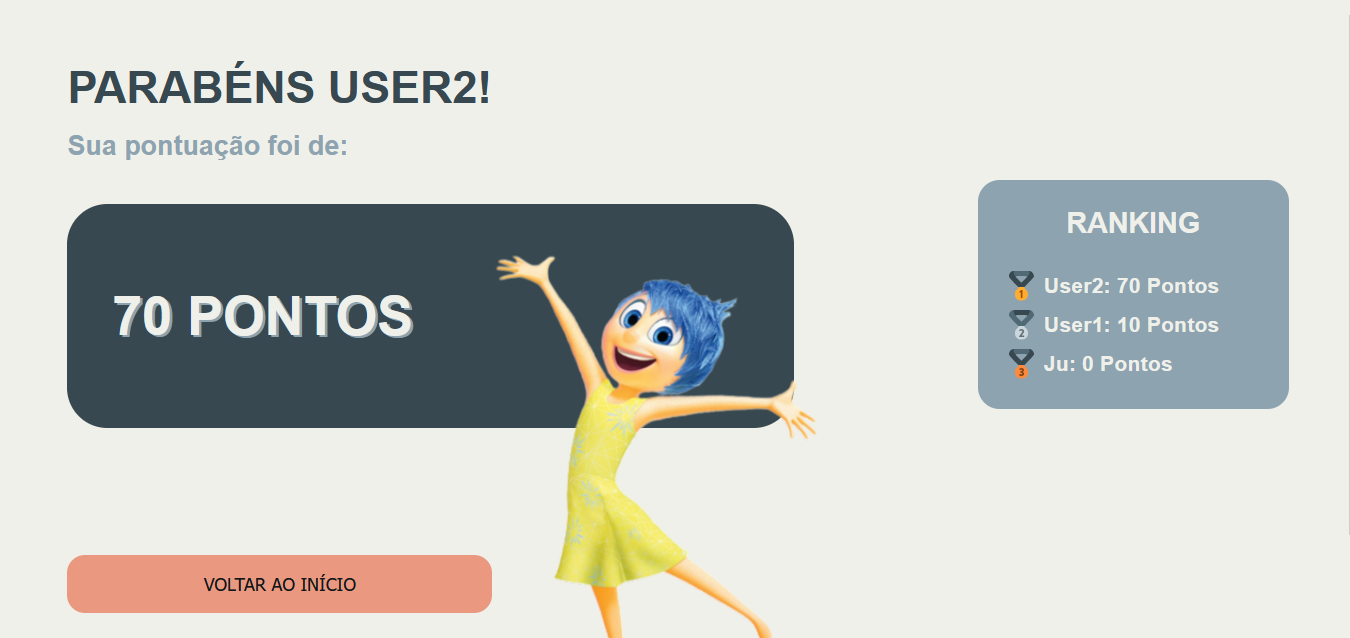 PARABÉNS USER2!
Sua pontuação foi de:
70 PONTOS
VOLTAR AO INÍCIO
RANKING
1 User2: 70 Pontos
2 User1: 10 Pontos
3 Ju: 0 Pontos